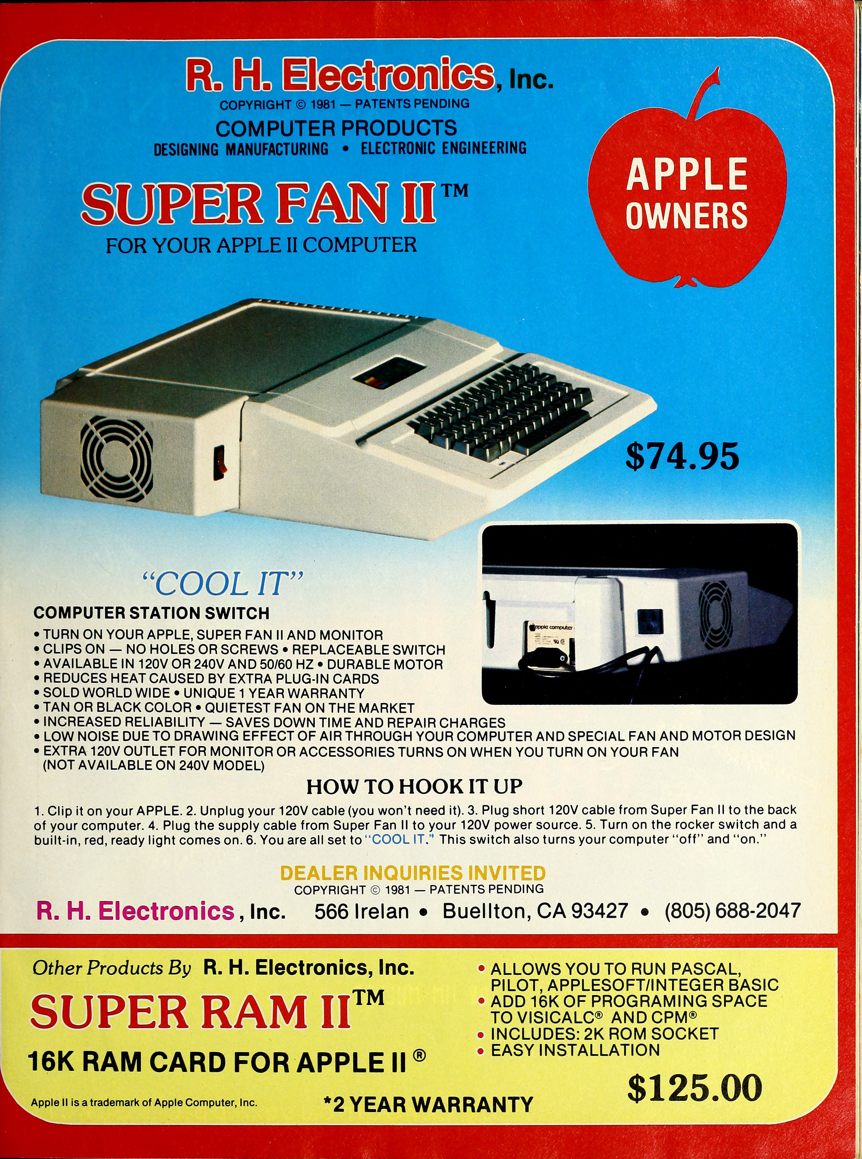 R. H. Electronics, Inc.
COPYRIGHT © 1981 — PATENTS PENDING
COMPUTER PRODUCTS
DESIGNING MANUFACTURING • ELECTRONIC ENGINEERING
SUPER FAN II™
FOR YOUR APPLE II COMPUTER
APPLE
OWNERS
$74.95
apple computer
“COOL IT”
COMPUTER STATION SWITCH
• TURN ON YOUR APPLE, SUPER FAN II AND MONITOR
• CLIPS ON — NO HOLES OR SCREWS • REPLACEABLE SWITCH
• AVAILABLE IN 120V OR 240V AND 50/60 HZ • DURABLE MOTOR
• REDUCES HEAT CAUSED BY EXTRA PLUG-IN CARDS
• SOLD WORLD WIDE • UNIQUE 1 YEAR WARRANTY
• TAN OR BLACK COLOR • QUIETEST FAN ON THE MARKET
• INCREASED RELIABILITY — SAVES DOWN TIME AND REPAIR CHARGES
• LOW NOISE DUE TO DRAWING EFFECT OF AIR THROUGH YOUR COMPUTER AND SPECIAL FAN AND MOTOR DESIGN
• EXTRA 120V OUTLET FOR MONITOR OR ACCESSORIES TURNS ON WHEN YOU TURN ON YOUR FAN
(NOT AVAILABLE ON 240V MODEL)
HOW TO HOOK IT UP
1. Clip it on your APPLE. 2. Unplug your 120V cable (you won't need it). 3. Plug short 120V cable from Super Fan II to the back
of your computer. 4. Plug the supply cable from Super Fan II to your 120V power source. 5. Turn on the rocker switch and a
built-in, red, ready light comes on. 6. You are all set to “COOL IT.” This switch also turns your computer “off” and “on.”
DEALER INQUIRIES INVITED
COPYRIGHT © 1981 — PATENTS PENDING
R. H. Electronics, Inc. 566 Irelan • Buellton, CA 93427 • (805) 688-2047
Other Products By R. H. Electronics, Inc.
SUPER RAM II™
16K RAM CARD FOR APPLE II ®
Apple II is a trademark of Apple Computer, Inc.
*2 YEAR WARRANTY
• ALLOWS YOU TO RUN PASCAL,
PILOT, APPLESOFT/INTEGER BASIC
• ADD 16K OF PROGRAMING SPACE
TO VISICALC® AND CPM®
• INCLUDES: 2K ROM SOCKET
• EASY INSTALLATION
$125.00